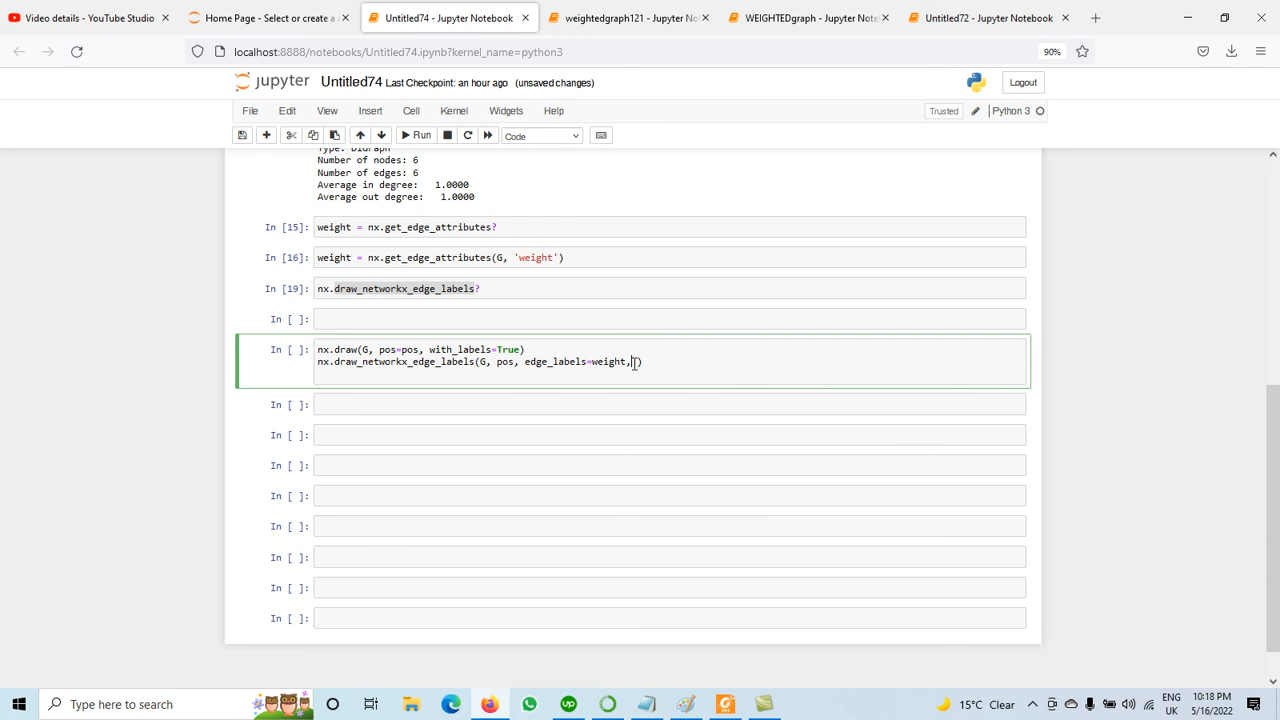 Video details - YouTube Studio
Home Page - Select or create a
Untitled74 - Jupyter Notebook
weightedgraph121 - Jupyter No
WEIGHTEDgraph - Jupyter Note
Untitled72 - Jupyter Notebook
localhost:8888/notebooks/Untitled74.ipynb?kernel_name=python3
90%
jupyter Untitled74 Last Checkpoint: an hour ago (unsaved changes)
Logout
File Edit View Insert Cell Kernel Widgets Help
Trusted Python 3
Run Code
Type: DiGraph
Number of nodes: 6
Number of edges: 6
Average in degree: 1.0000
Average out degree: 1.0000
In [15]: weight = nx.get_edge_attributes?
In [16]: weight = nx.get_edge_attributes(G, 'weight')
In [19]: nx.draw_networkx_edge_labels?
In [ ]:
In [ ]: nx.draw(G, pos=pos, with_labels=True)
nx.draw_networkx_edge_labels(G, pos, edge_labels=weight,)
In [ ]:
In [ ]:
In [ ]:
In [ ]:
In [ ]:
In [ ]:
In [ ]:
In [ ]:
Type here to search
15°C Clear
ENG
UK
10:18 PM
5/16/2022